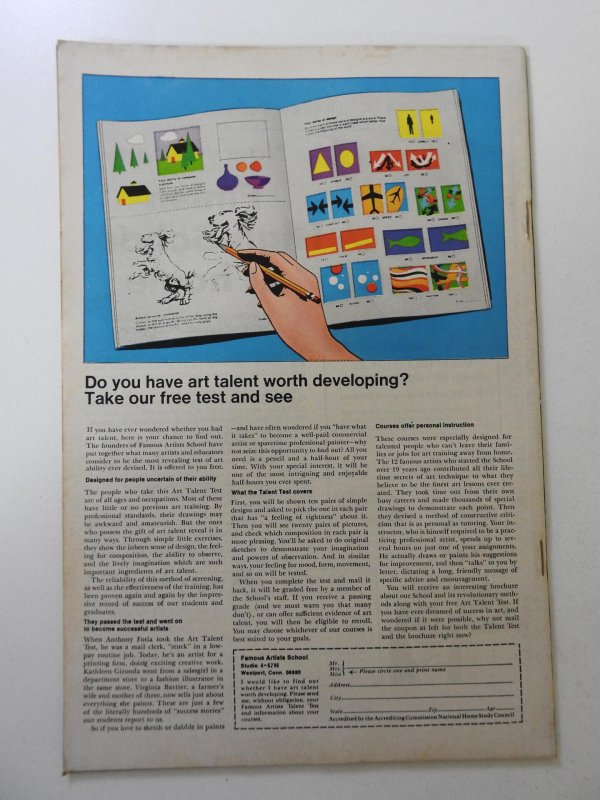 Do you have art talent worth developing?
Take our free test and see
If you have ever wondered whether you had
art talent, here is your chance to find out.
The founders of Famous Artists School have
put together what many artists and educators
consider to be the most revealing test of art
ability ever devised. It is offered to you free.
Designed for people uncertain of their ability
The people who take this Art Talent Test
are of all ages and occupations. Most of them
have little or no previous art training. By
professional standards, their drawings may
be awkward and amateurish. But the ones
who possess the gift of art talent reveal it in
many ways. Through simple little exercises,
they show the inborn sense of design, the feel-
ing for composition, the ability to observe,
and the lively imagination which are such
important ingredients of art talent.
The reliability of this method of screening,
as well as the effectiveness of the training, has
been proven again and again by the impres-
sive record of success of our students and
graduates.
They passed the test and went on
to become successful artists
When Anthony Fotia took the Art Talent
Test, he was a mail clerk, "stuck" in a low-
pay routine job. Today, he's an artist for a
printing firm, doing exciting creative work.
Kathleen Gironda went from a salesgirl in a
department store to a fashion illustrator in
the same store. Virginia Bartter, a farmer's
wife and mother of three, now sells just about
everything she paints. These are just a few
of the literally hundreds of "success stories"
our students report to us.
So if you love to sketch or dabble in paints
—and have often wondered if you "have what
it takes" to become a well-paid commercial
artist or sparetime professional painter—why
not seize this opportunity to find out? All you
need is a pencil and a half-hour of your
time. With your special interest, it will be
one of the most intriguing and enjoyable
half-hours you ever spent.
What the Talent Test covers
First, you will be shown ten pairs of simple
designs and asked to pick the one in each pair
that has "a feeling of rightness" about it.
Then you will see twenty pairs of pictures,
and check which composition in each pair is
more pleasing. You'll be asked to do original
sketches to demonstrate your imagination
and powers of observation. And in similar
ways, your feeling for mood, form, movement,
and so on will be tested.
When you complete the test and mail it
back, it will be graded free by a member of
the School's staff. If you receive a passing
grade (and we must warn you that many
don't), or can offer sufficient evidence of art
talent, you will then be eligible to enroll.
You may choose whichever of our courses is
best suited to your goals.
Courses offer personal instruction
These courses were especially designed for
talented people who can't leave their fami-
lies or jobs for art training away from home.
The 12 famous artists who started the School
over 19 years ago contributed all their life-
time secrets of art technique to what they
believe to be the finest art lessons ever cre-
ated. They took time out from their own
busy careers and made thousands of special
drawings to demonstrate each point. Then
they devised a method of constructive criti-
cism that is as personal as tutoring. Your in-
structor, who is himself required to be a prac-
ticing professional artist, spends up to sev-
eral hours on just one of your assignments.
He actually draws or paints his suggestions
for improvement, and then "talks" to you by
letter, dictating a long, friendly message of
specific advice and encouragement.
You will receive an interesting brochure
about our School and its revolutionary meth-
ods along with your free Art Talent Test. If
you have ever dreamed of success in art, and
wondered if it were possible, why not mail
the coupon at left for both the Talent Test
and the brochure right now?
Famous Artists School
Westport, Conn. 06880
I would like to find out
whether I have art talent
worth developing. Please send
me, without obligation, your
Famous Artists Talent Test
and information about your
courses.
Mr.
Mrs. Please circle one and print name
Miss
Address
City
State Zip Age
Accredited by the Accrediting Commission National Home Study Council